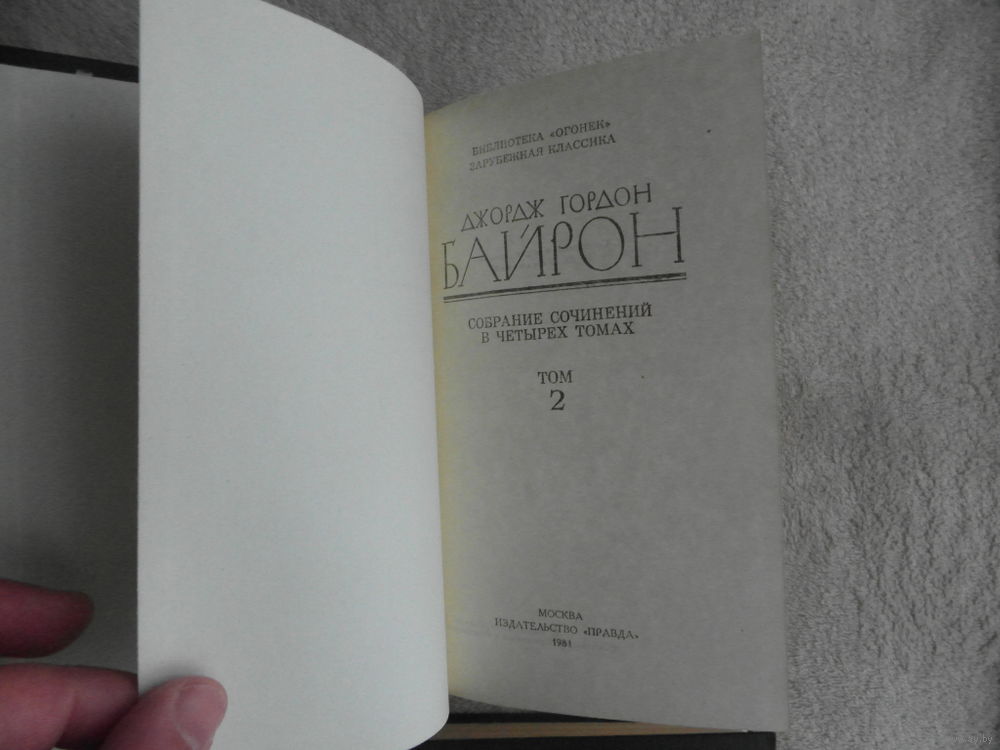 БИБЛИОТЕКА «ОГОНЕК»
ЗАРУБЕЖНАЯ КЛАССИКА
ДЖОРДЖ ГОРДОН
БАЙРОН
СОБРАНИЕ СОЧИНЕНИЙ
В ЧЕТЫРЕХ ТОМАХ
ТОМ
2
МОСКВА
ИЗДАТЕЛЬСТВО «ПРАВДА»
1981